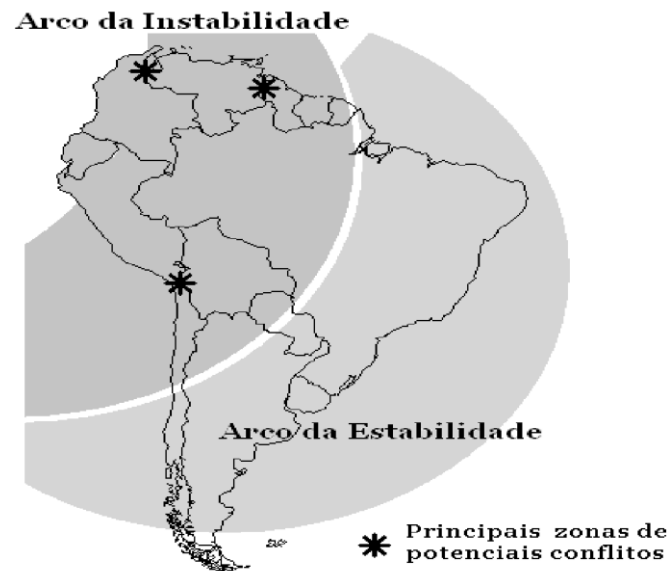 Arco da Instabilidade
Arco da Estabilidade
Principais zonas de
potenciais conflitos